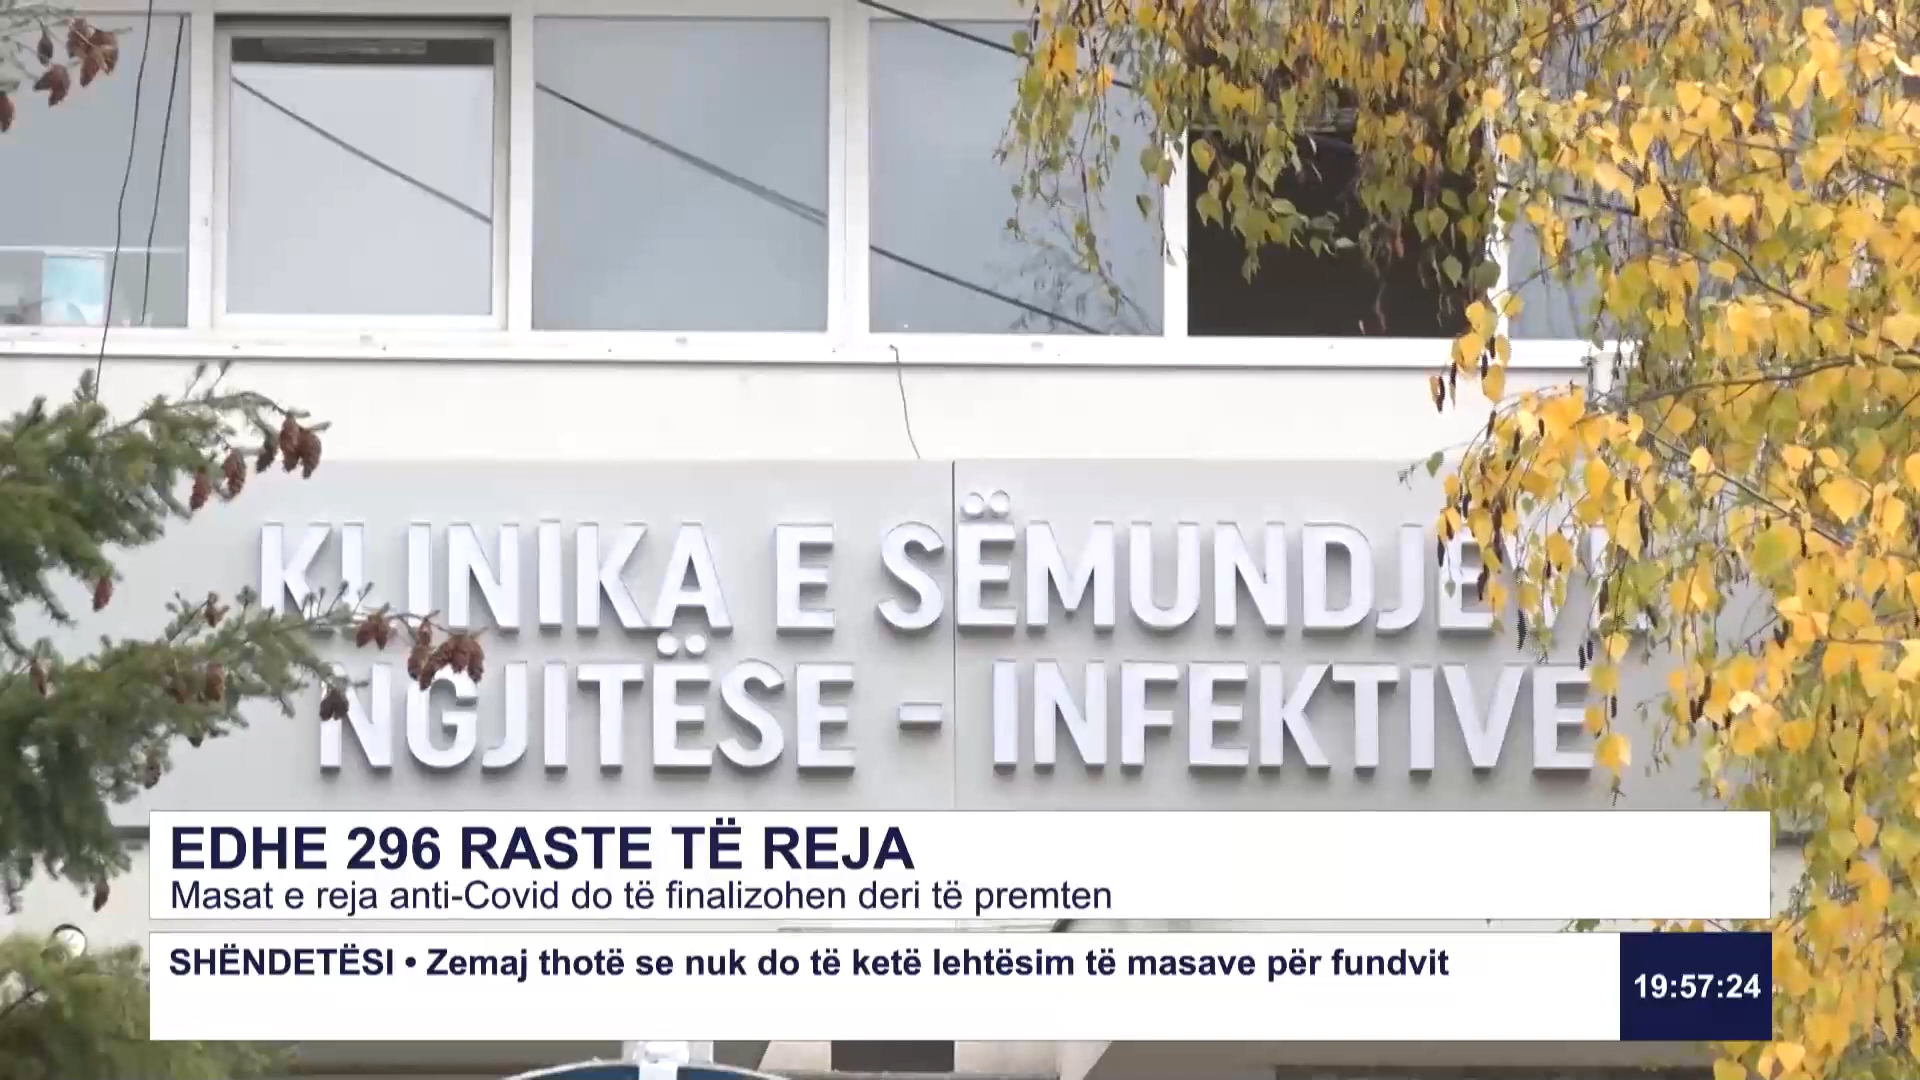 KLINIKA E SËMUNDJEVE
NGJITËSE - INFEKTIVE
EDHE 296 RASTE TË REJA
Masat e reja anti-Covid do të finalizohen deri të premten
SHËNDETËSI • Zemaj thotë se nuk do të ketë lehtësim të masave për fundvit
19:57:24